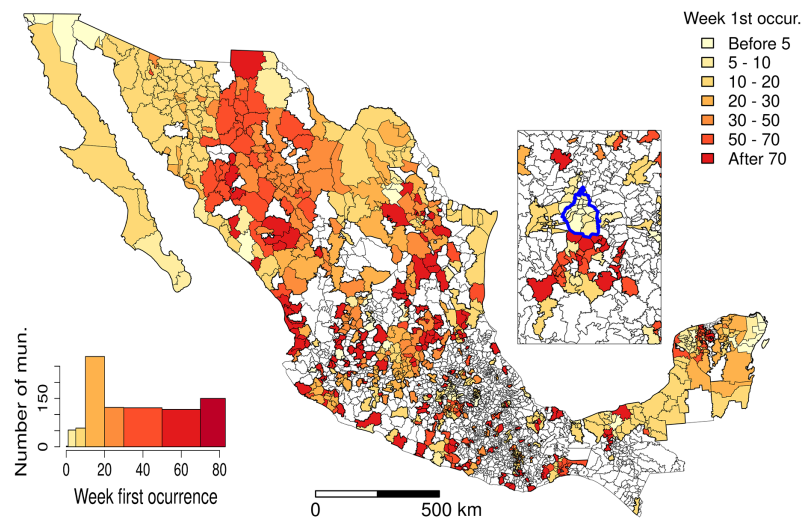 Week 1st occur.
Before 5
5 - 10
10 - 20
20 - 30
30 - 50
50 - 70
After 70
Number of mun.
150
0
0 20 40 60 80
Week first ocurrence
0 500 km